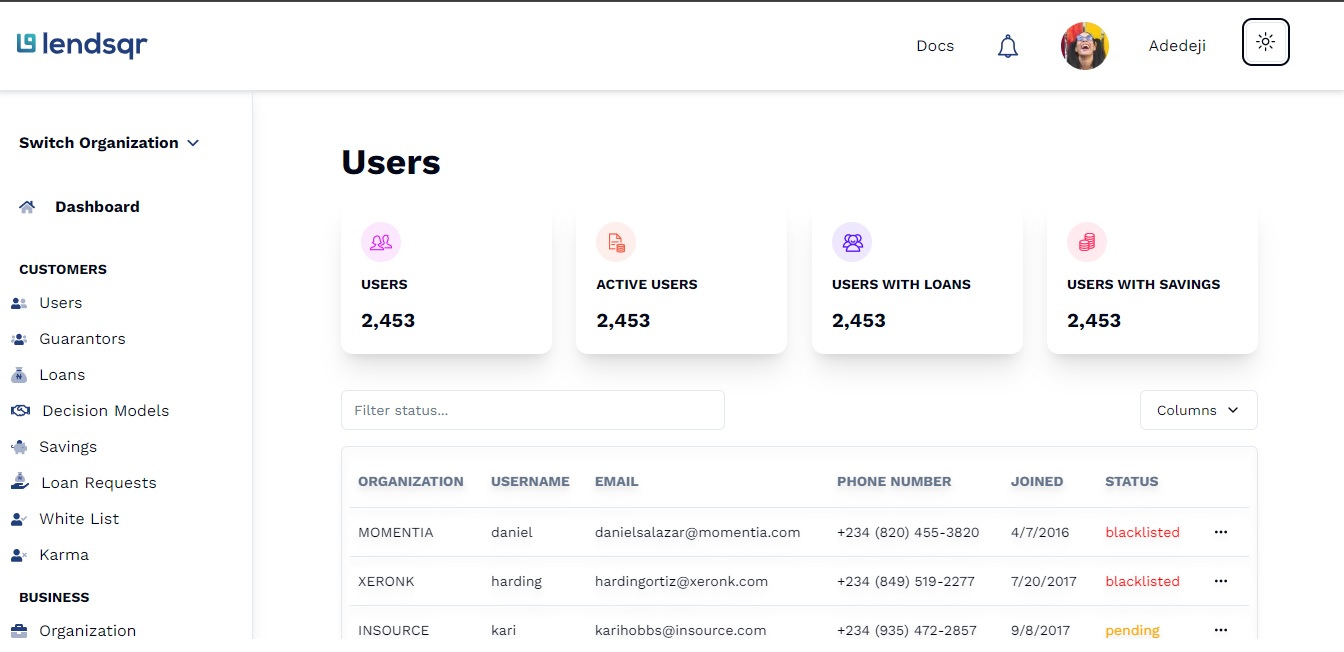 lendsqr
Docs
Adedeji
Switch Organization
Dashboard
CUSTOMERS
Users
Guarantors
Loans
Decision Models
Savings
Loan Requests
White List
Karma
BUSINESS
Organization
Users
USERS
2,453
ACTIVE USERS
2,453
USERS WITH LOANS
2,453
USERS WITH SAVINGS
2,453
Filter status...
Columns
ORGANIZATION USERNAME EMAIL PHONE NUMBER JOINED STATUS
MOMENTIA daniel danielsalazar@momentia.com +234 (820) 455-3820 4/7/2016 blacklisted
XERONK harding hardingortiz@xeronk.com +234 (849) 519-2277 7/20/2017 blacklisted
INSOURCE kari karihobbs@insource.com +234 (935) 472-2857 9/8/2017 pending